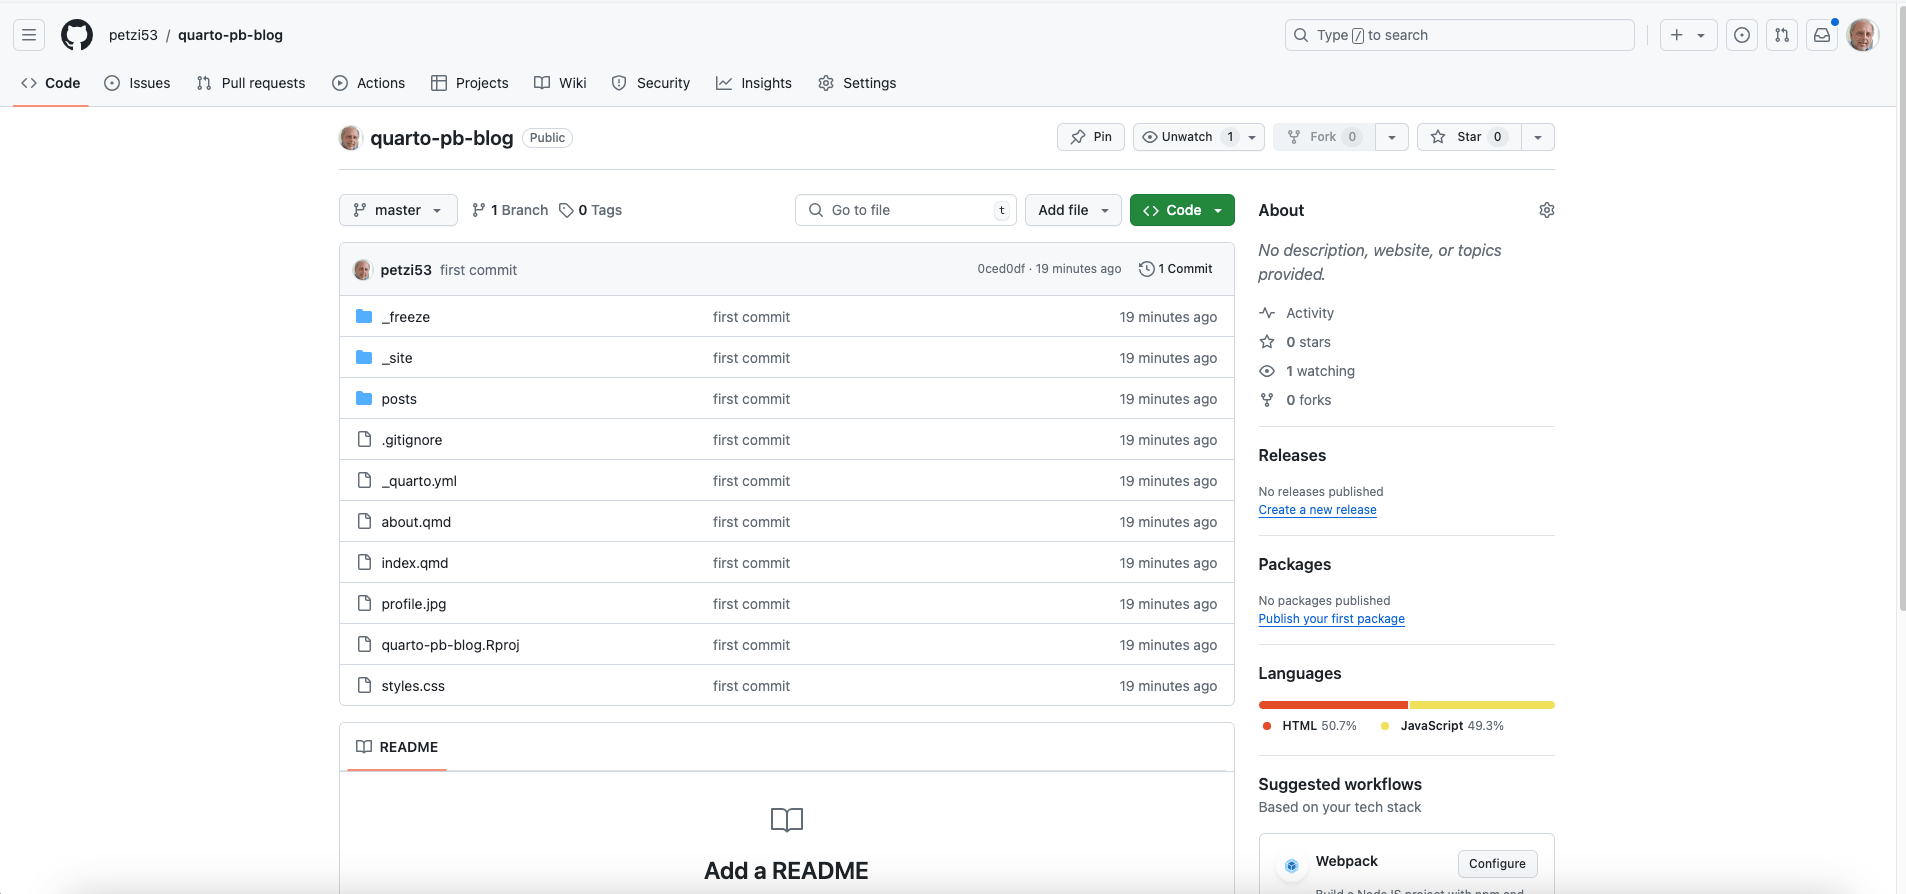 petzi53 / quarto-pb-blog
Type / to search
Code Issues Pull requests Actions Projects Wiki Security Insights Settings
quarto-pb-blog Public
Pin Unwatch 1 Fork 0 Star 0
master 1 Branch 0 Tags Go to file t Add file Code
petzi53 first commit 0ced0df · 19 minutes ago 1 Commit
_freeze first commit 19 minutes ago
_site first commit 19 minutes ago
posts first commit 19 minutes ago
.gitignore first commit 19 minutes ago
_quarto.yml first commit 19 minutes ago
about.qmd first commit 19 minutes ago
index.qmd first commit 19 minutes ago
profile.jpg first commit 19 minutes ago
quarto-pb-blog.Rproj first commit 19 minutes ago
styles.css first commit 19 minutes ago
README
Add a README
About
No description, website, or topics
provided.
Activity
0 stars
1 watching
0 forks
Releases
No releases published
Create a new release
Packages
No packages published
Publish your first package
Languages
HTML 50.7% JavaScript 49.3%
Suggested workflows
Based on your tech stack
Webpack Configure
Build a NodeJS project with npm and